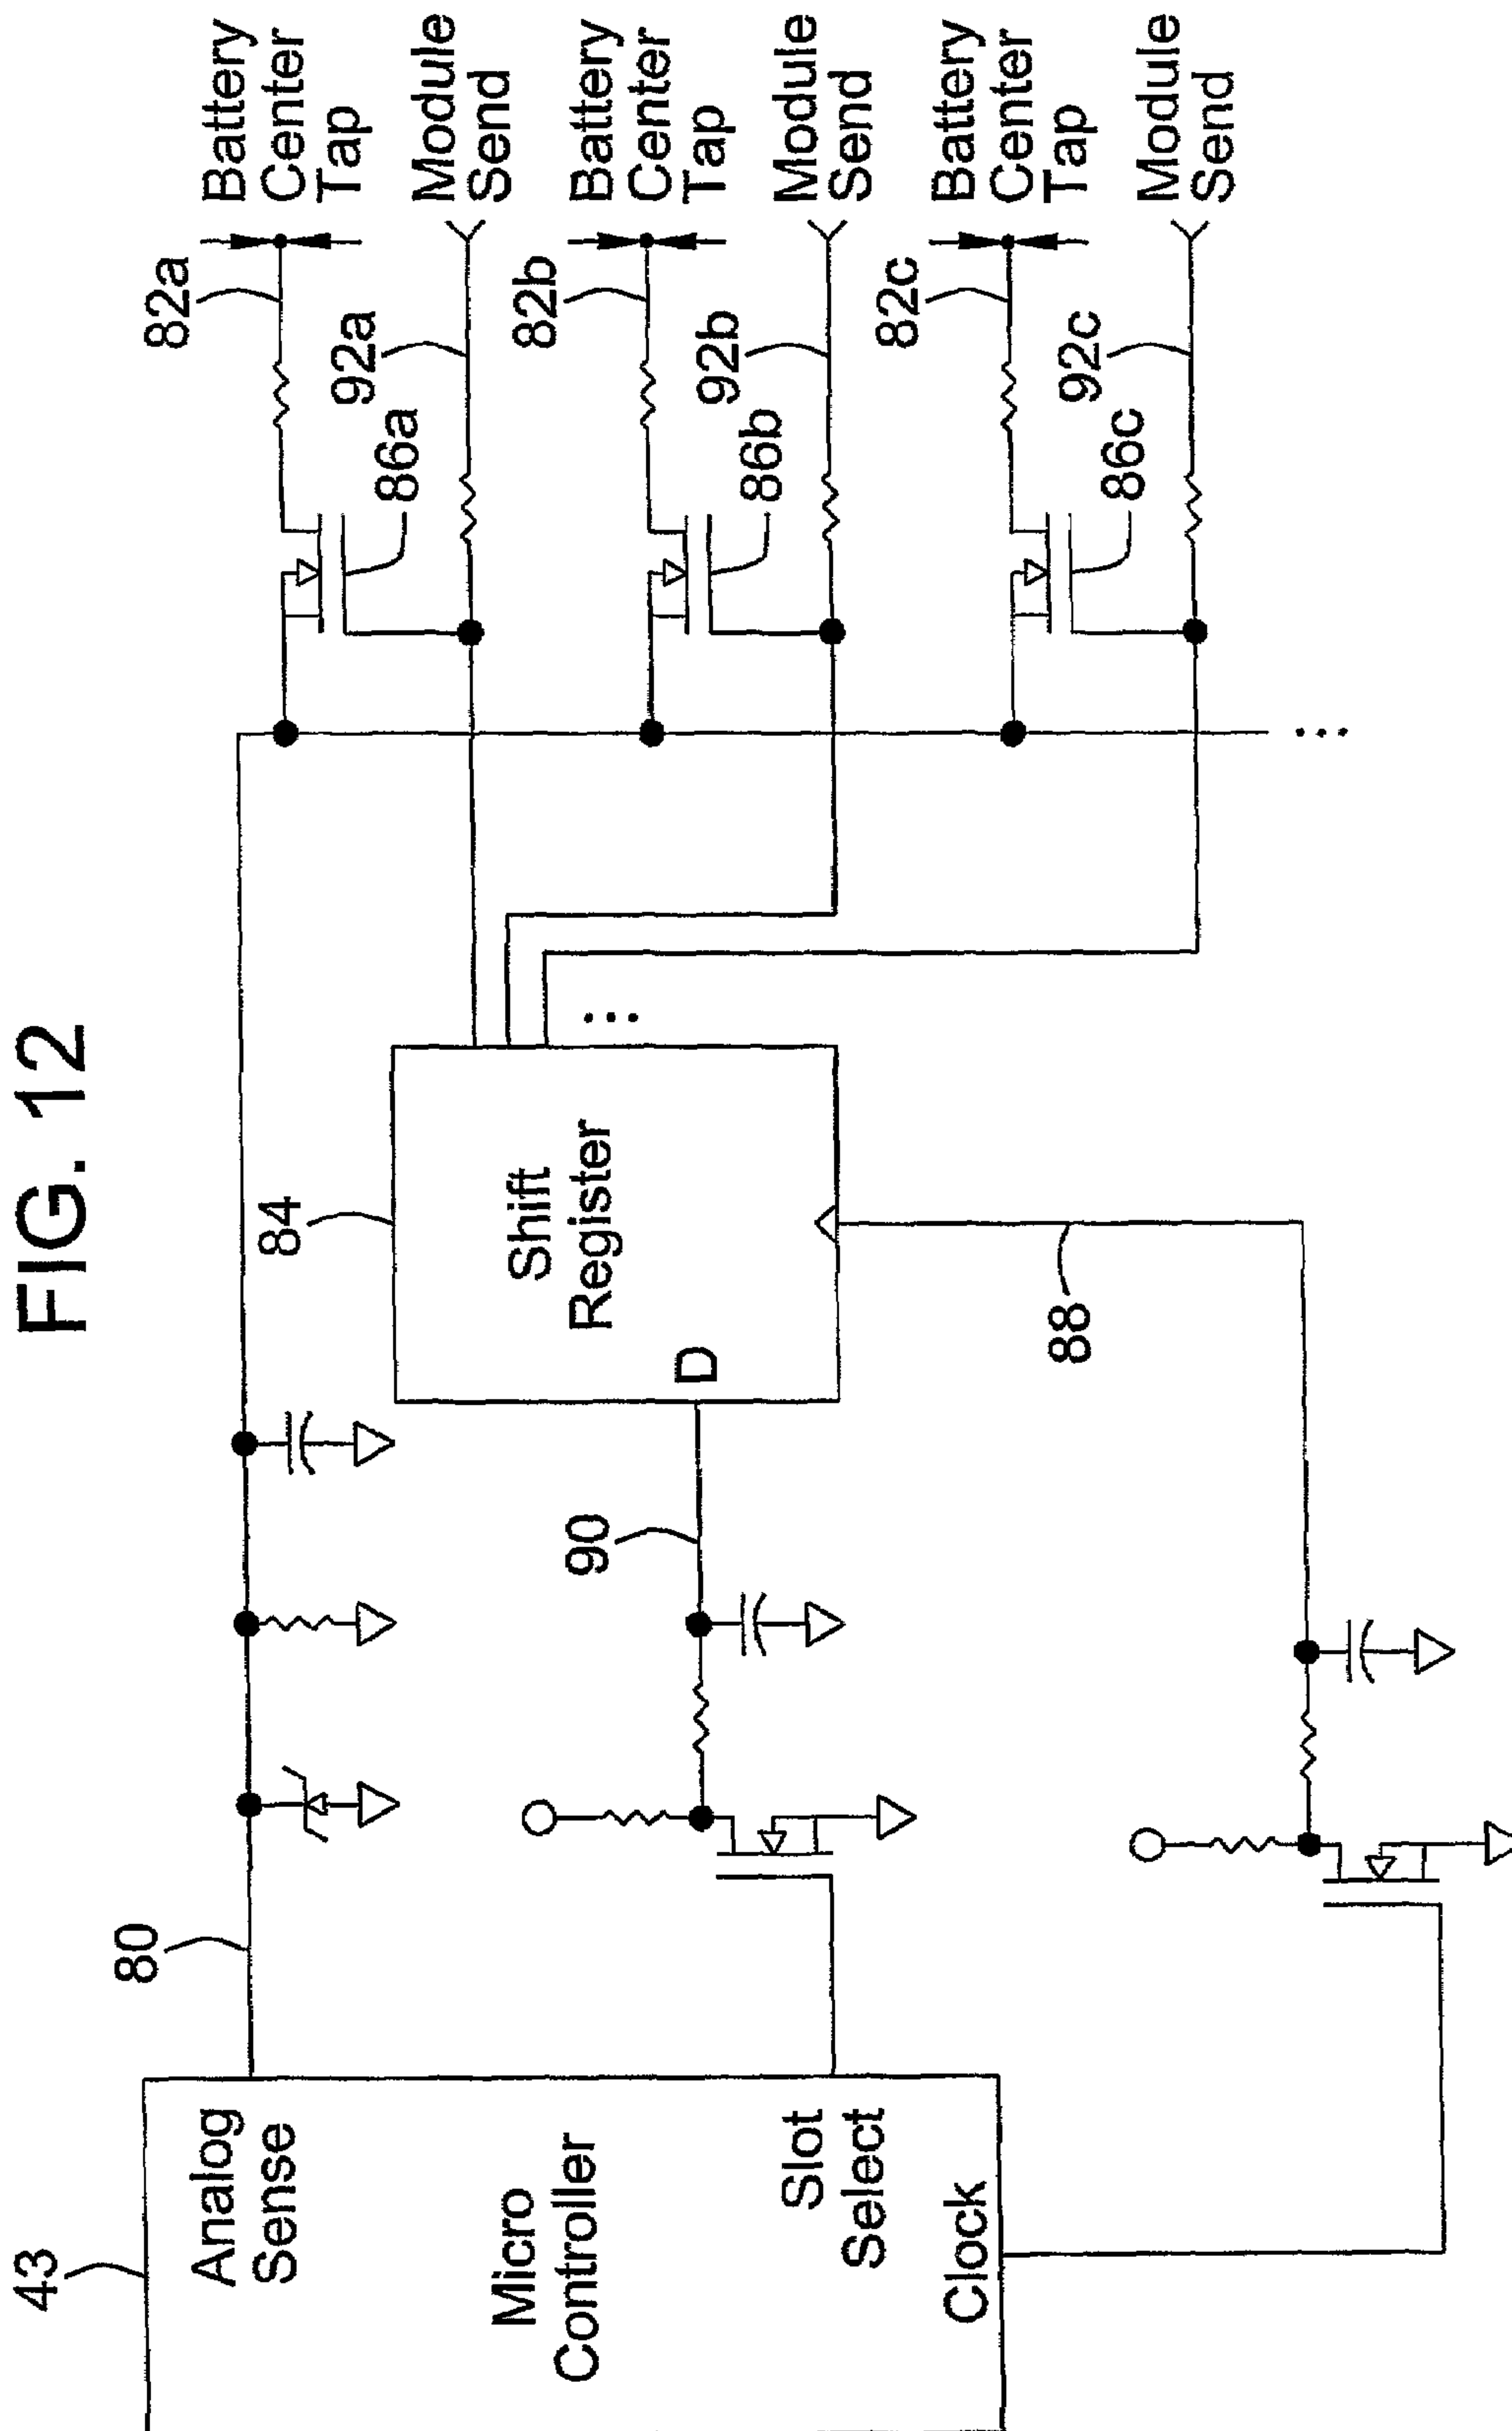 FIG. 12
43
Analog
Sense
Micro
Controller
Slot
Select
Clock
80
90
84
Shift
Register
D
88
82a
Battery
Center
Tap
86a
92a
Module
Send
82b
Battery
Center
Tap
86b
92b
Module
Send
82c
Battery
Center
Tap
86c
92c
Module
Send